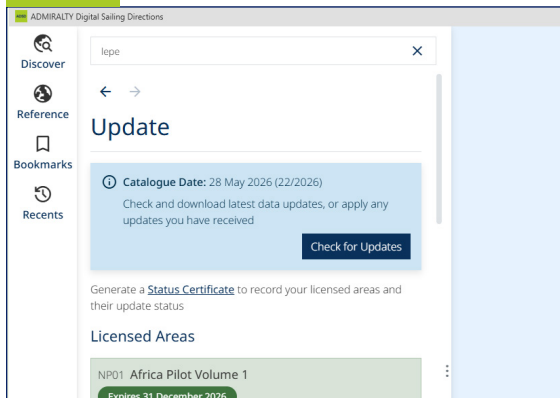 ADMIRALTY Digital Sailing Directions
lepe
Discover
Reference
Update
Bookmarks
Catalogue Date: 28 May 2026 (22/2026)
Check and download latest data updates, or apply any
updates you have received
Recents
Check for Updates
Generate a Status Certificate to record your licensed areas and
their update status
Licensed Areas
NP01 Africa Pilot Volume 1
Expires 31 December 2026